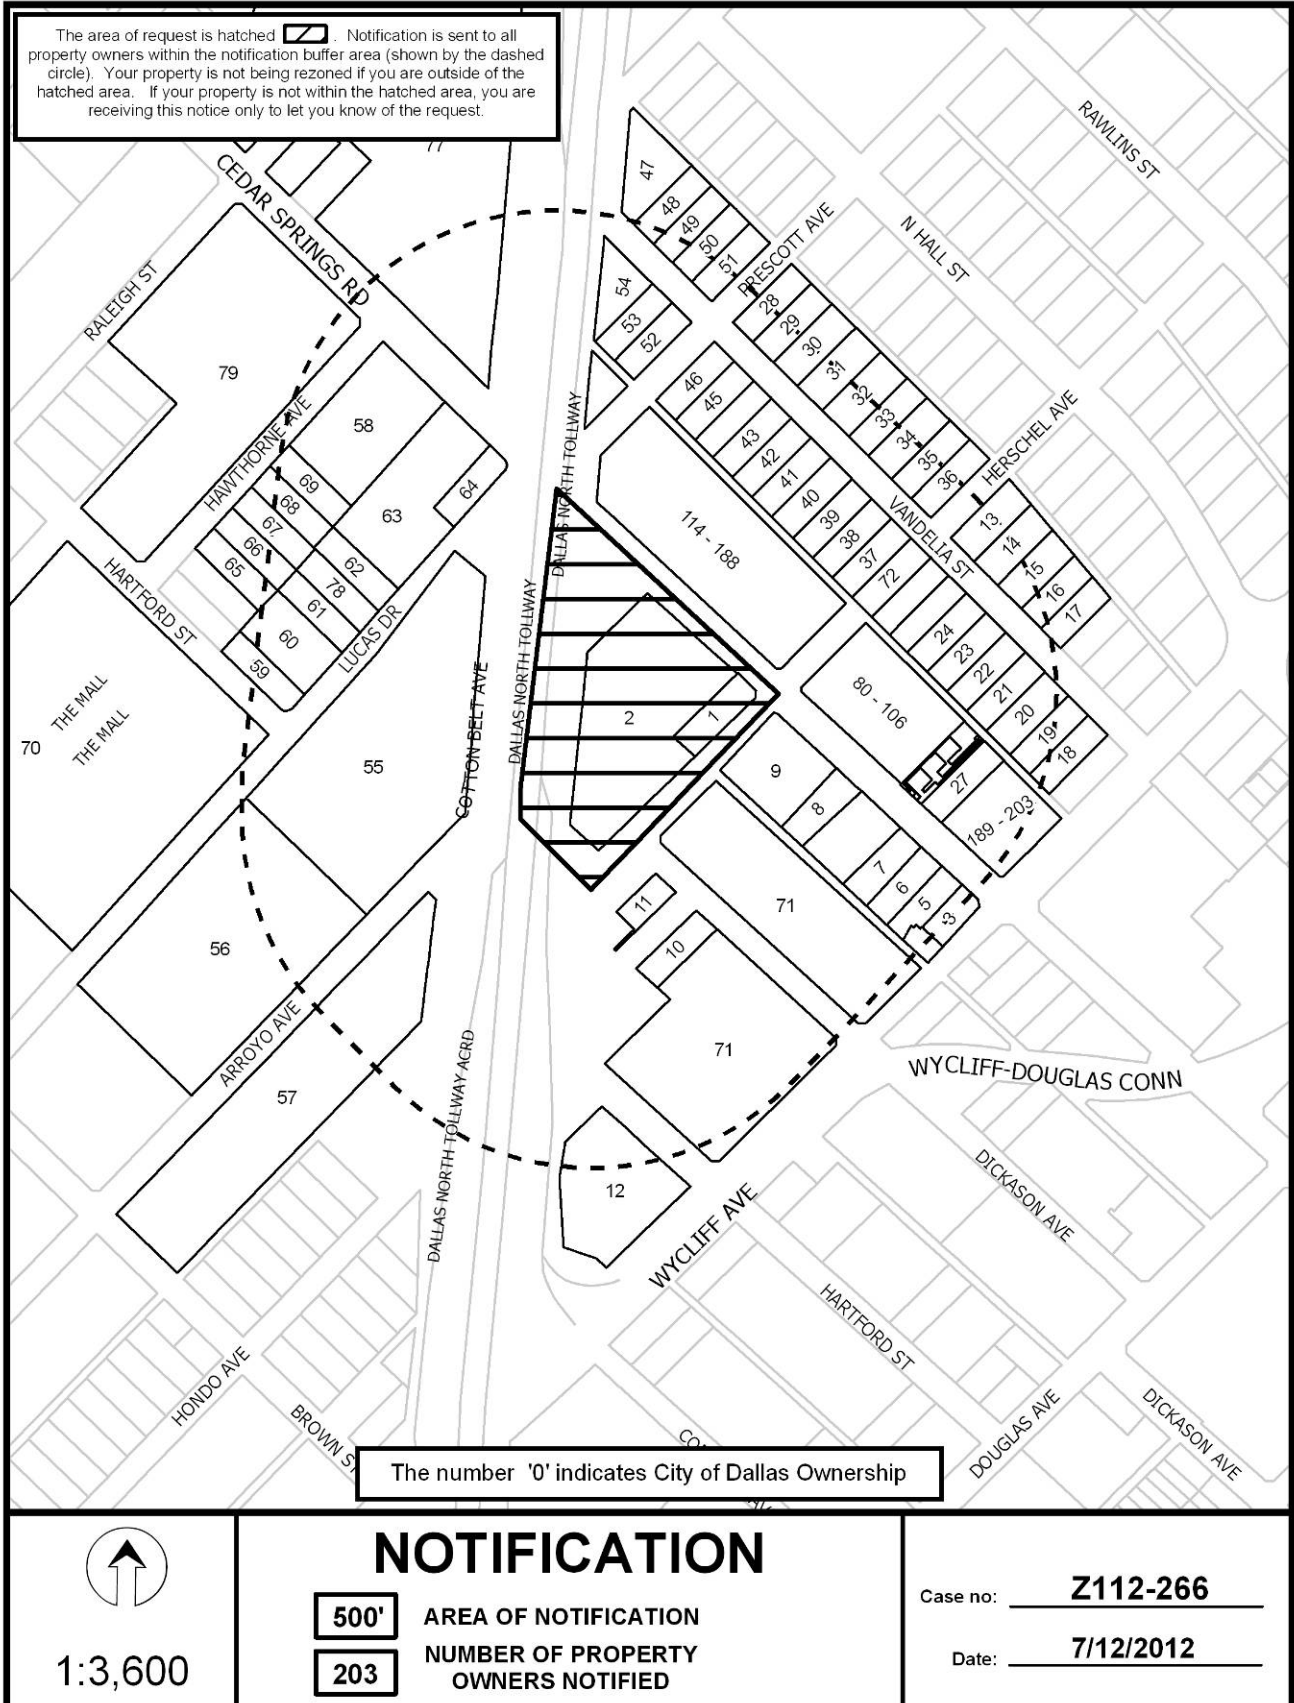 The area of request is hatched . Notification is sent to all
property owners within the notification buffer area (shown by the dashed
circle). Your property is not being rezoned if you are outside of the
hatched area. If your property is not within the hatched area, you are
receiving this notice only to let you know of the request.
77
CEDAR SPRINGS RD
RALEIGH ST
RAWLINS ST
N HALL ST
PRESCOTT AVE
47
48
49
50
51
54
53
52
28
29
30
31
32
33
34
35
36
HERSCHEL AVE
13
14
15
16
17
79
HAWTHORNE AVE
58
69
68
67
66
65
63
64
62
78
61
60
59
HARTFORD ST
LUCAS DR
THE MALL
THE MALL
70
55
56
COTTON BELT AVE
DALLAS NORTH TOLLWAY
DALLAS NORTH TOLLWAY
46
45
43
42
41
40
39
38
37
72
VANDELIA ST
24
23
22
21
20
19
18
114 - 188
80 - 106
27
189 - 203
2
1
9
8
7
6
5
3
71
11
10
71
12
ARROYO AVE
57
DALLAS NORTH TOLLWAY ACRD
WYCLIFF-DOUGLAS CONN
WYCLIFF AVE
DICKASON AVE
HARTFORD ST
DOUGLAS AVE
DICKASON AVE
HONDO AVE
BROWN ST
The number '0' indicates City of Dallas Ownership
1:3,600
NOTIFICATION
500' AREA OF NOTIFICATION
203 NUMBER OF PROPERTY
OWNERS NOTIFIED
Case no: Z112-266
Date: 7/12/2012